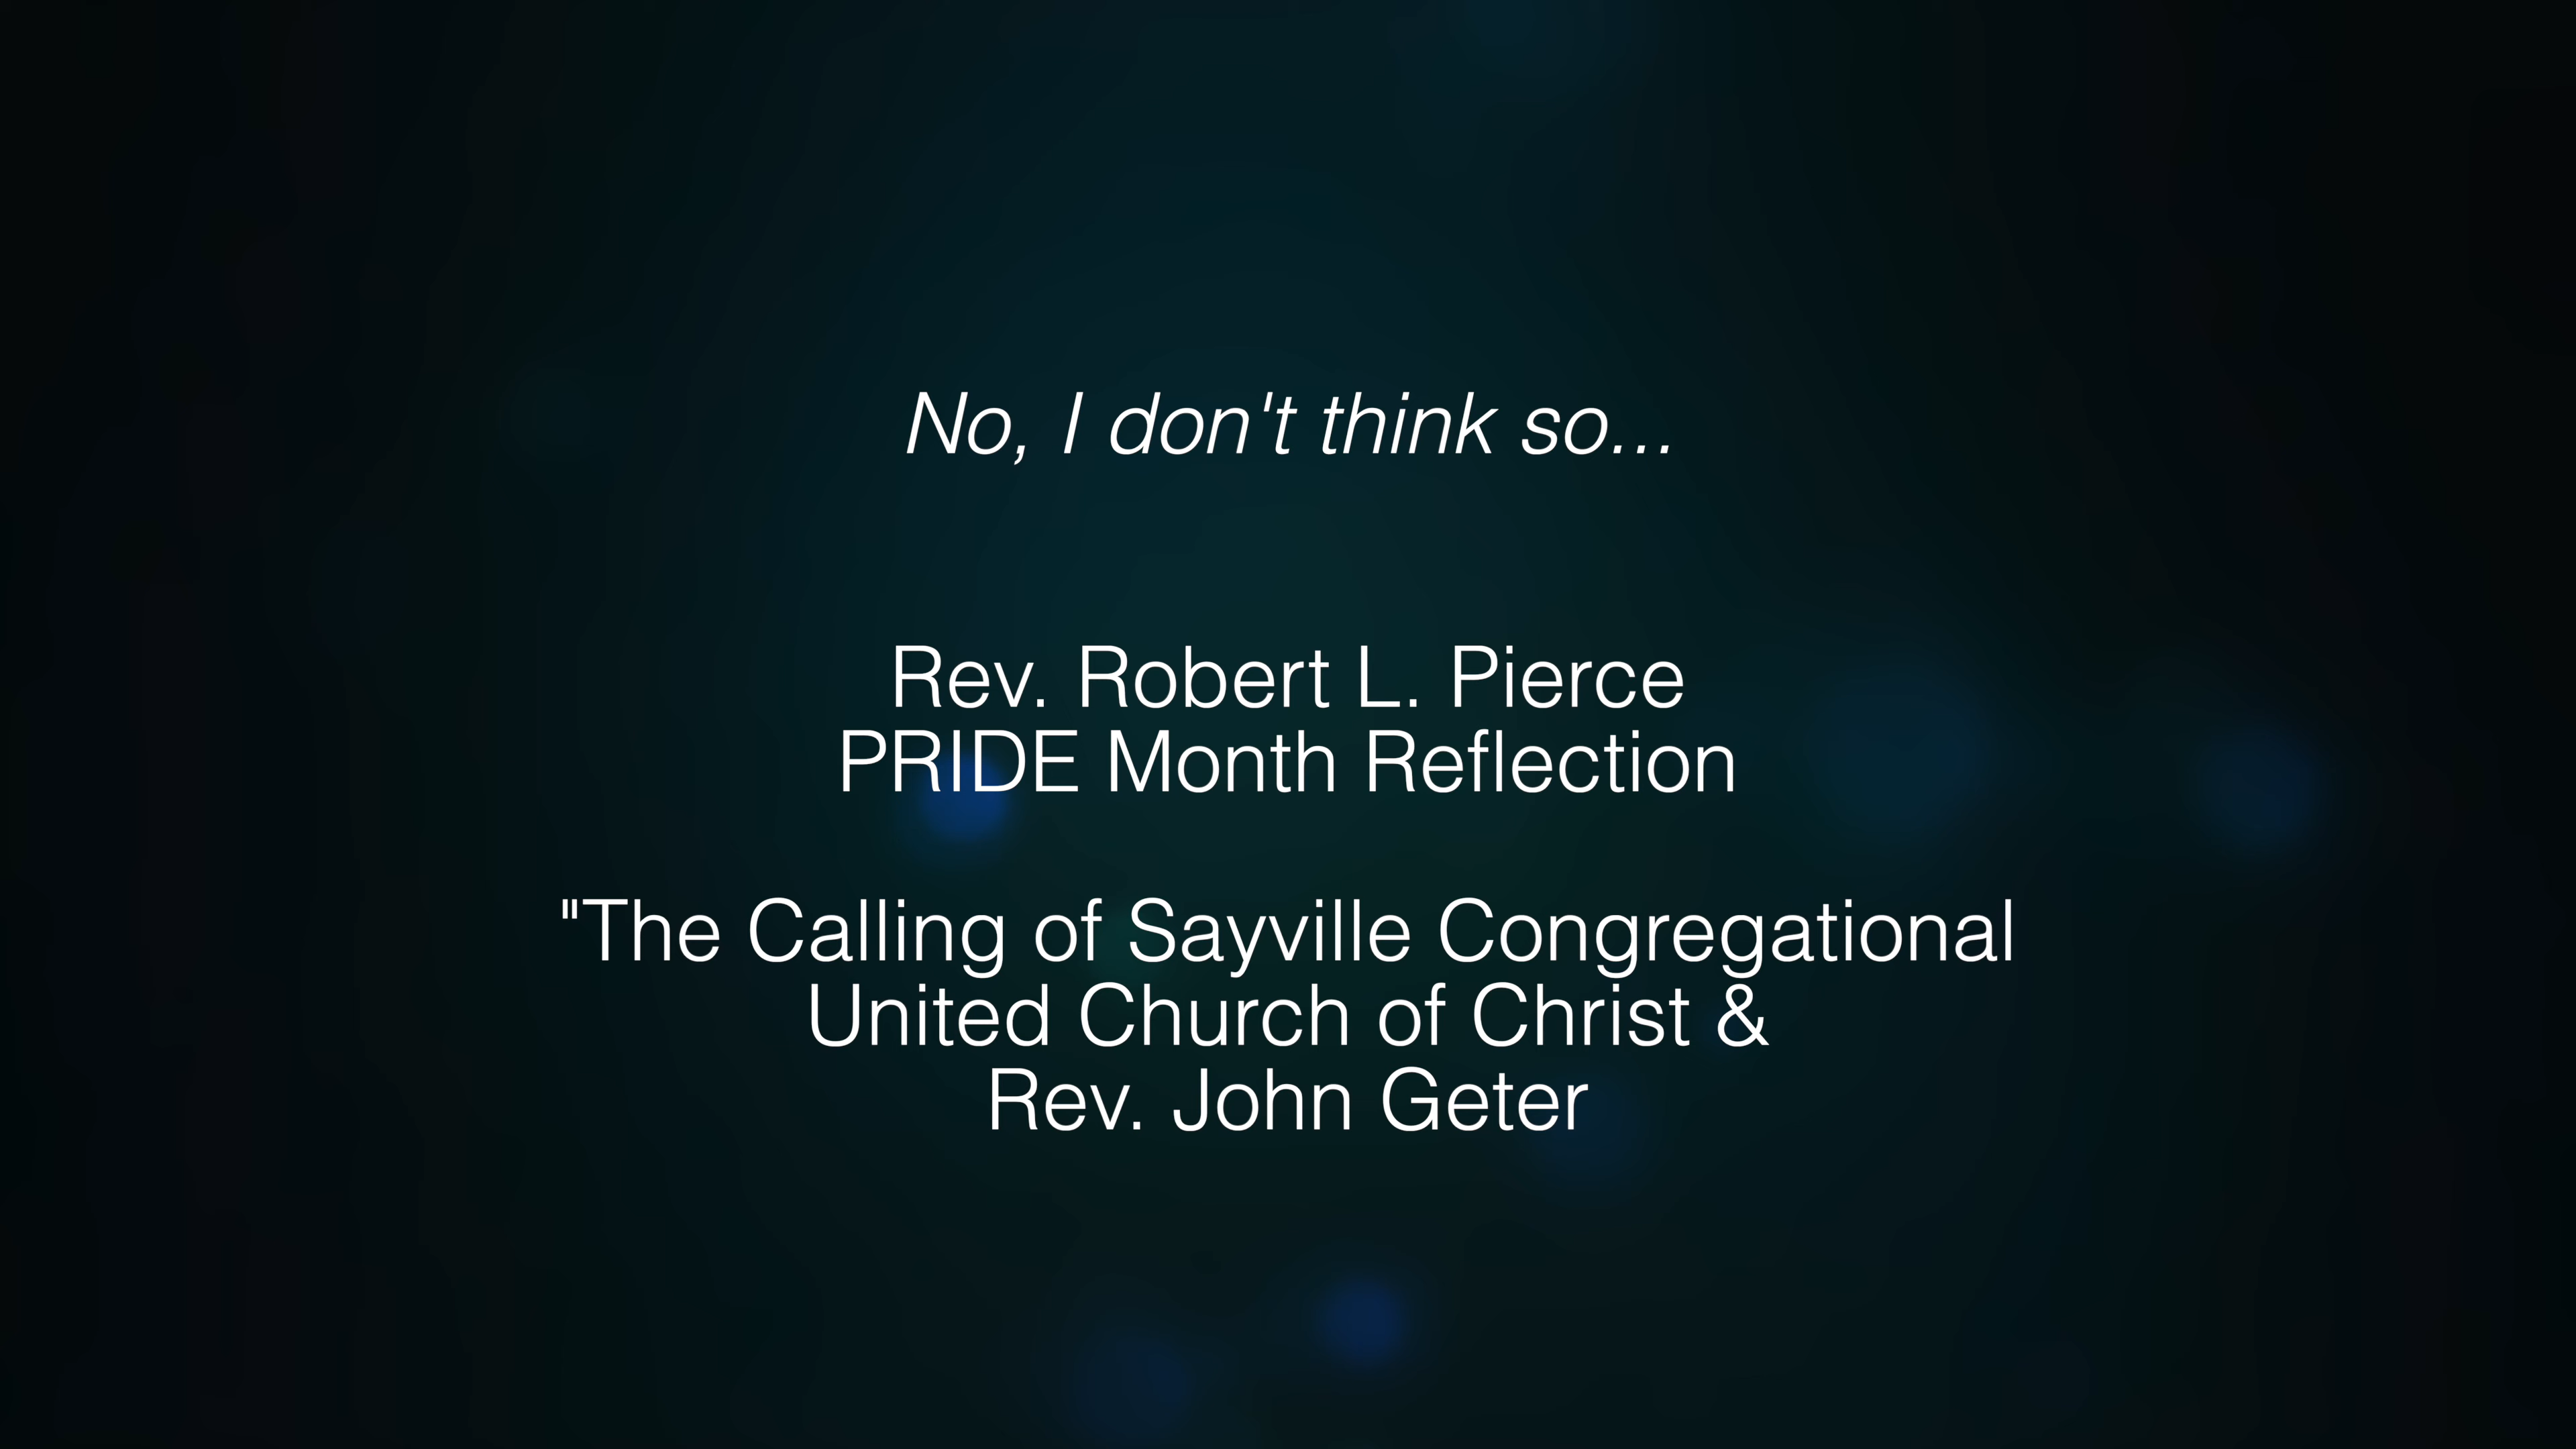 No, I don't think so...
Rev. Robert L. Pierce
PRIDE Month Reflection
"The Calling of Sayville Congregational
United Church of Christ &
Rev. John Geter